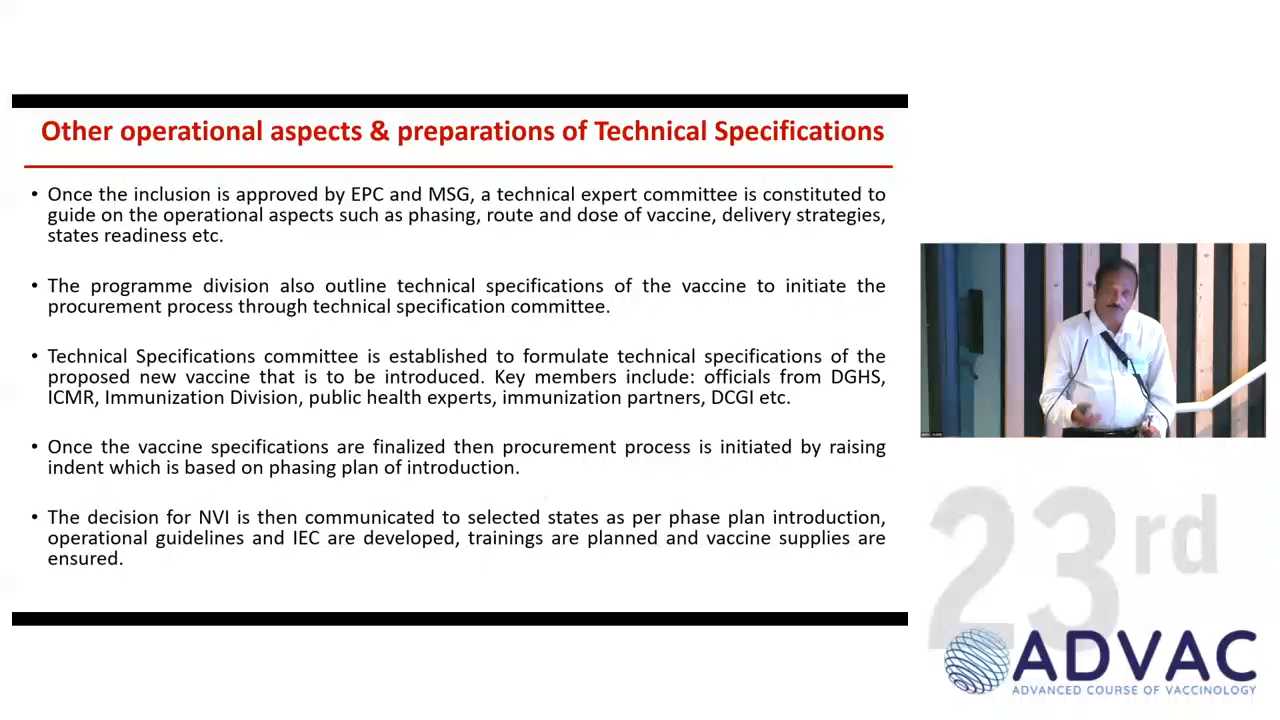 Other operational aspects & preparations of Technical Specifications
• Once the inclusion is approved by EPC and MSG, a technical expert committee is constituted to
guide on the operational aspects such as phasing, route and dose of vaccine, delivery strategies,
states readiness etc.
• The programme division also outline technical specifications of the vaccine to initiate the
procurement process through technical specification committee.
• Technical Specifications committee is established to formulate technical specifications of the
proposed new vaccine that is to be introduced. Key members include: officials from DGHS,
ICMR, Immunization Division, public health experts, immunization partners, DCGI etc.
• Once the vaccine specifications are finalized then procurement process is initiated by raising
indent which is based on phasing plan of introduction.
• The decision for NVI is then communicated to selected states as per phase plan introduction,
operational guidelines and IEC are developed, trainings are planned and vaccine supplies are
ensured.
23rd
ADVAC
ADVANCED COURSE OF VACCINOLOGY